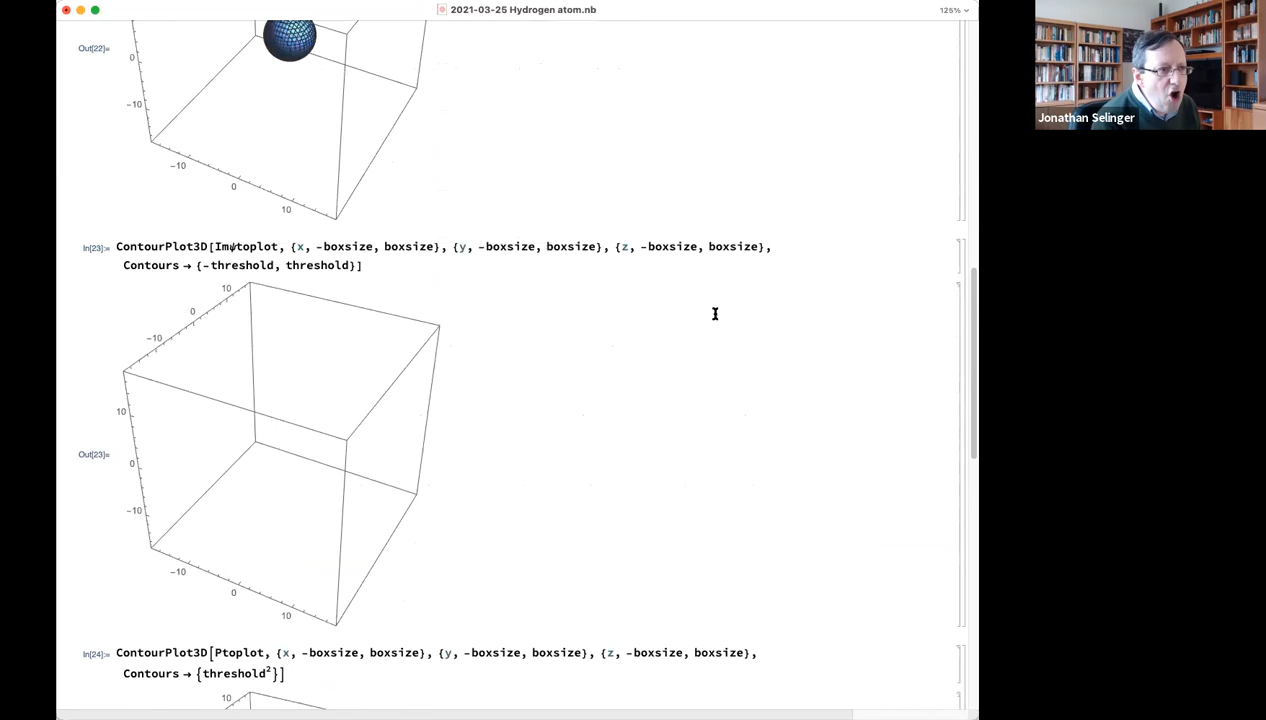 2021-03-25 Hydrogen atom.nb
125%
Jonathan Selinger
Out[22]=
0
-10
-10
0
10
In[23]:= ContourPlot3D[Imψtoplot, {x, -boxsize, boxsize}, {y, -boxsize, boxsize}, {z, -boxsize, boxsize},
Contours → {-threshold, threshold}]
10
0
-10
10
Out[23]=
0
-10
-10
0
10
In[24]:= ContourPlot3D[Ptoplot, {x, -boxsize, boxsize}, {y, -boxsize, boxsize}, {z, -boxsize, boxsize},
Contours → {threshold²}]
10